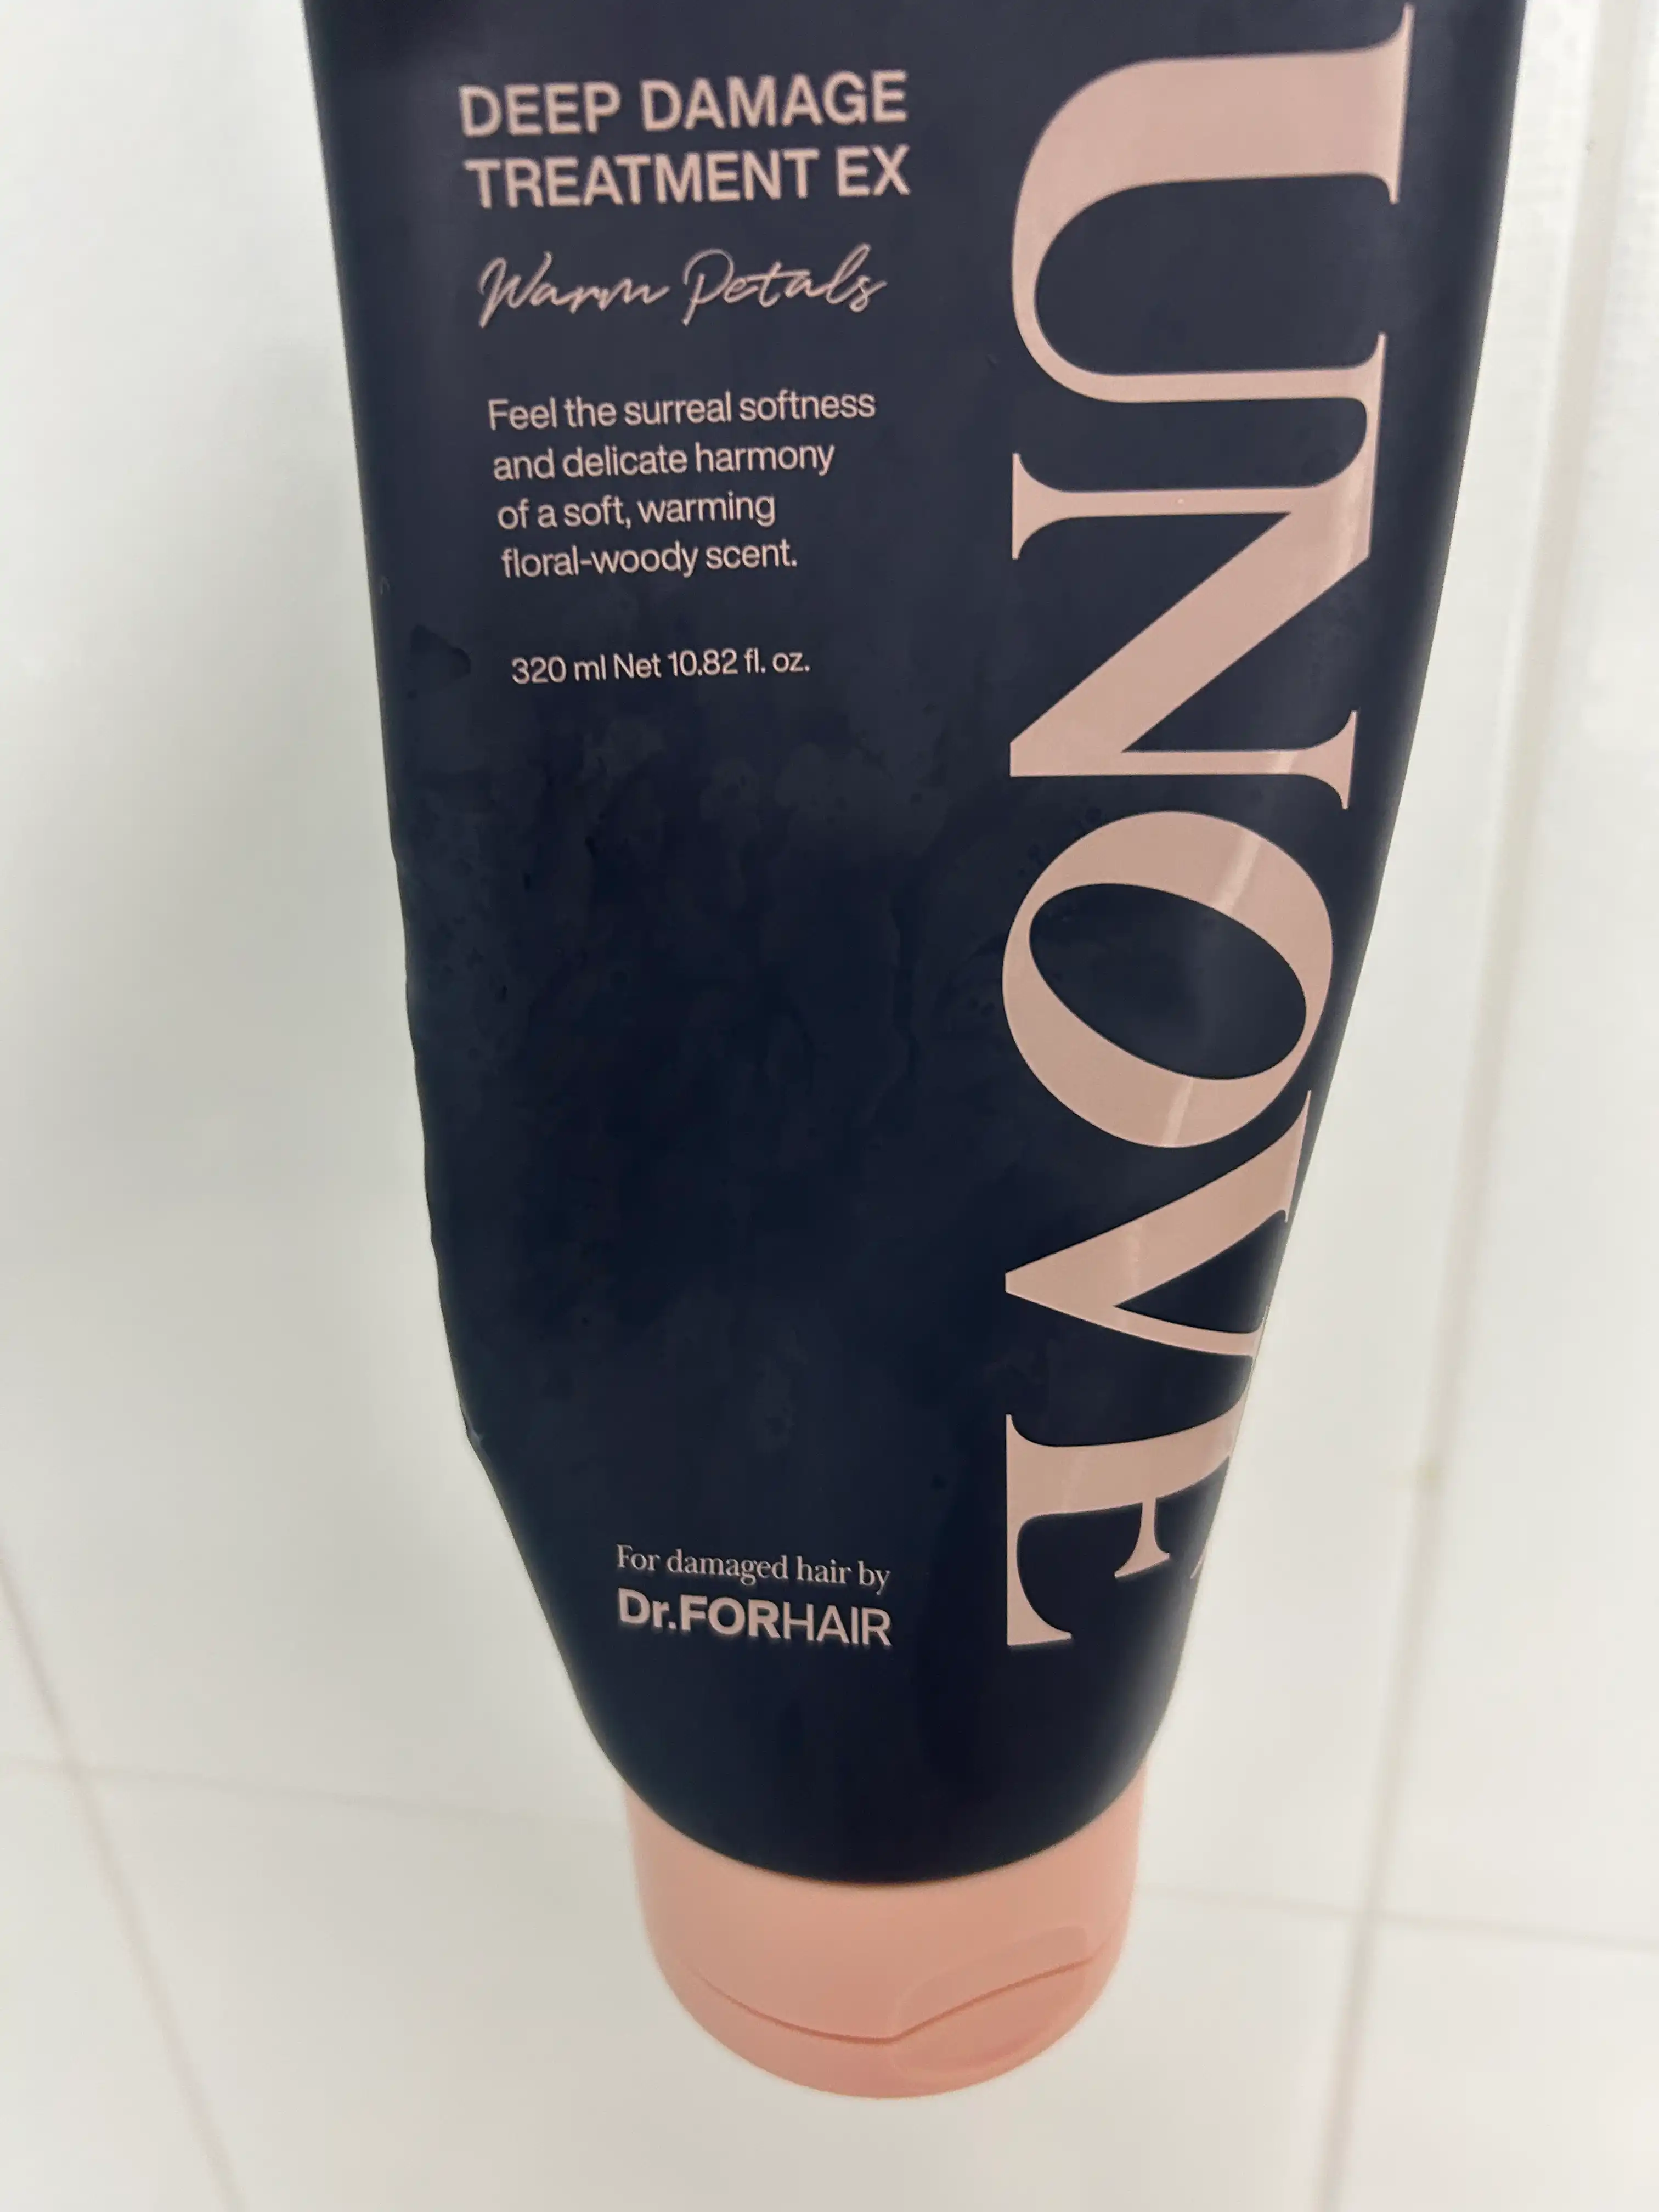 DEEP DAMAGE
TREATMENT EX
Warm Petals
Feel the surreal softness
and delicate harmony
of a soft, warming
floral-woody scent.
320 ml Net 10.82 fl. oz.
UNOVE
For damaged hair by
Dr.FORHAIR